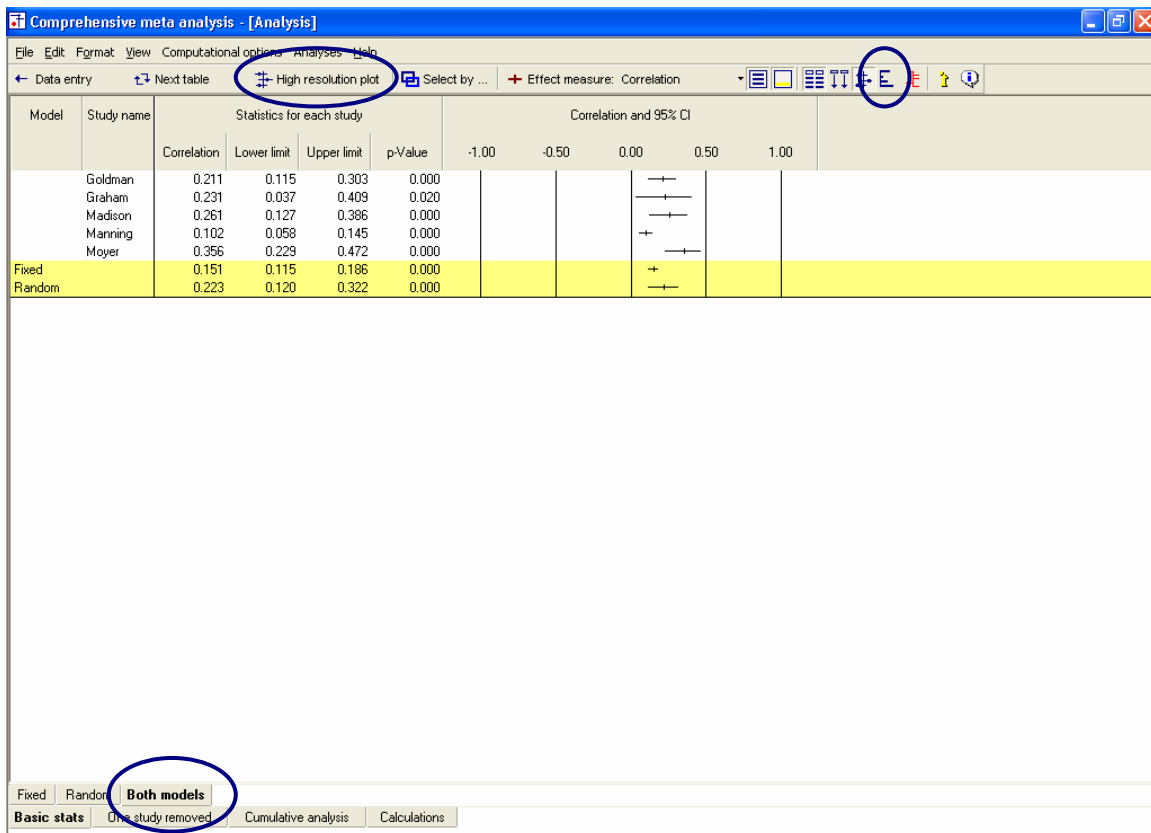 Comprehensive meta analysis - [Analysis]
File Edit Format View Computational options Analyses Help
Data entry Next table High resolution plot Select by ... Effect measure: Correlation
Model Study name Statistics for each study Correlation and 95% CI
Correlation Lower limit Upper limit p-Value -1.00 -0.50 0.00 0.50 1.00
Goldman 0.211 0.115 0.303 0.000
Graham 0.231 0.037 0.409 0.020
Madison 0.261 0.127 0.386 0.000
Manning 0.102 0.058 0.145 0.000
Moyer 0.356 0.229 0.472 0.000
Fixed 0.151 0.115 0.186 0.000
Random 0.223 0.120 0.322 0.000
Fixed Random Both models
Basic stats One study removed Cumulative analysis Calculations